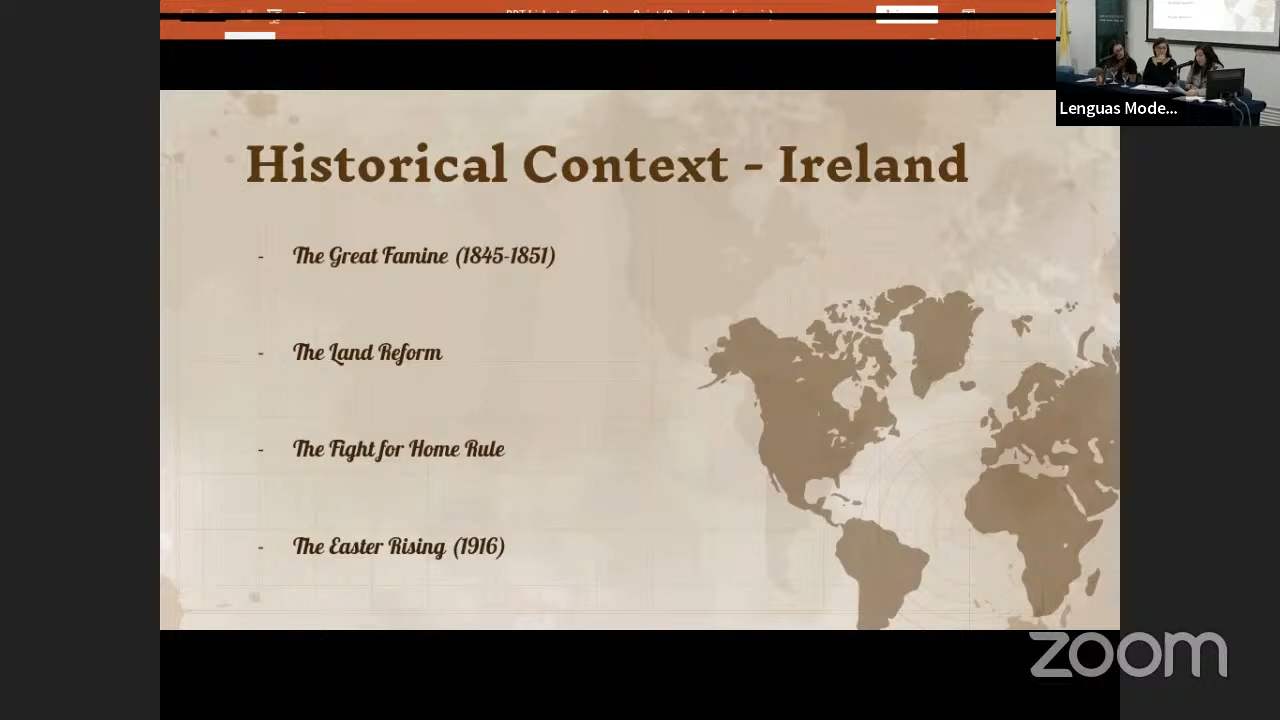 Lenguas Mode...
Historical Context - Ireland
- The Great Famine (1845-1851)
- The Land Reform
- The Fight for Home Rule
- The Easter Rising (1916)
zoom